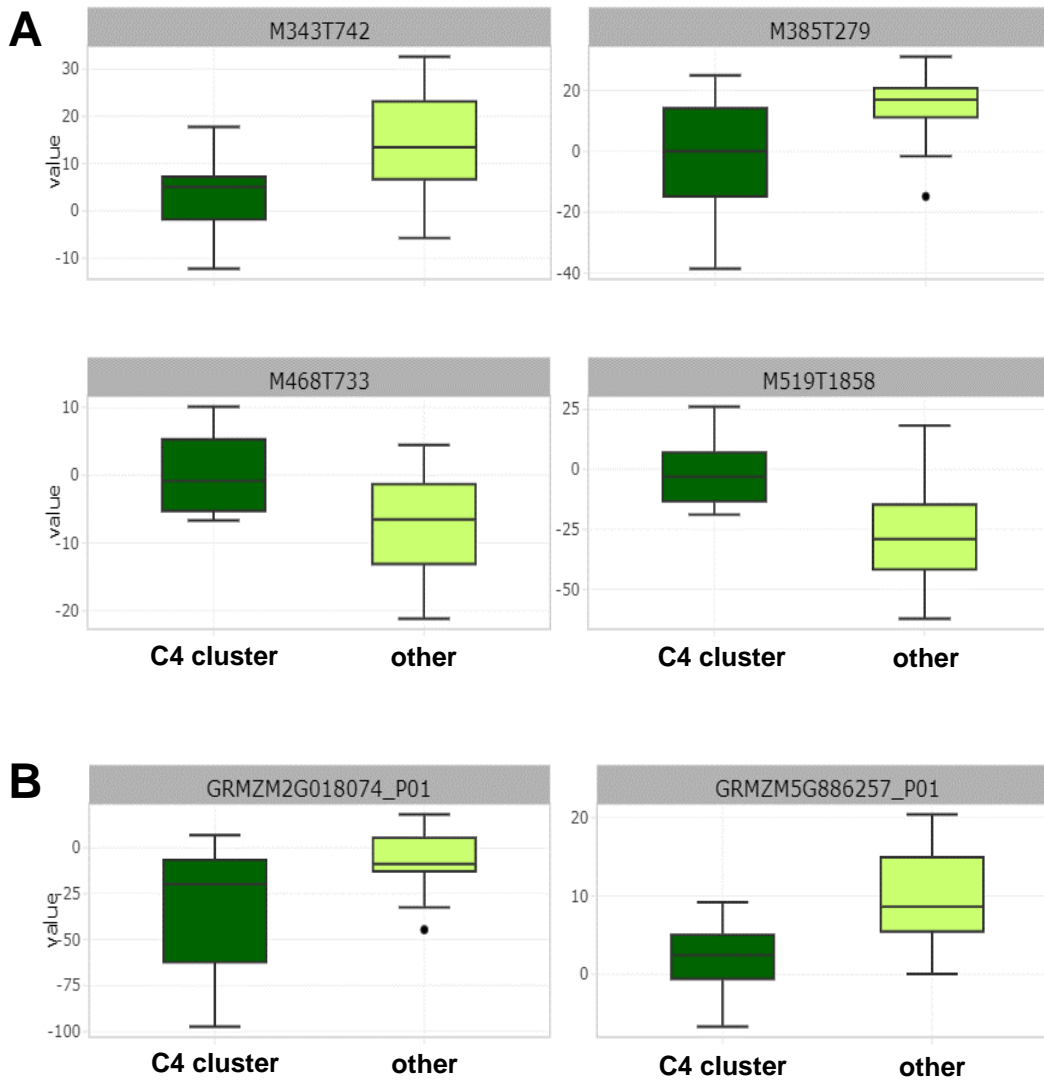 A
M343T742
M385T279
value
30
20
10
0
-10
20
0
-20
-40
M468T733
M519T1858
value
10
0
-10
-20
25
0
-25
-50
C4 cluster other
C4 cluster other
B
GRMZM2G018074_P01
GRMZM5G886257_P01
value
0
-25
-50
-75
-100
20
10
0
C4 cluster other
C4 cluster other